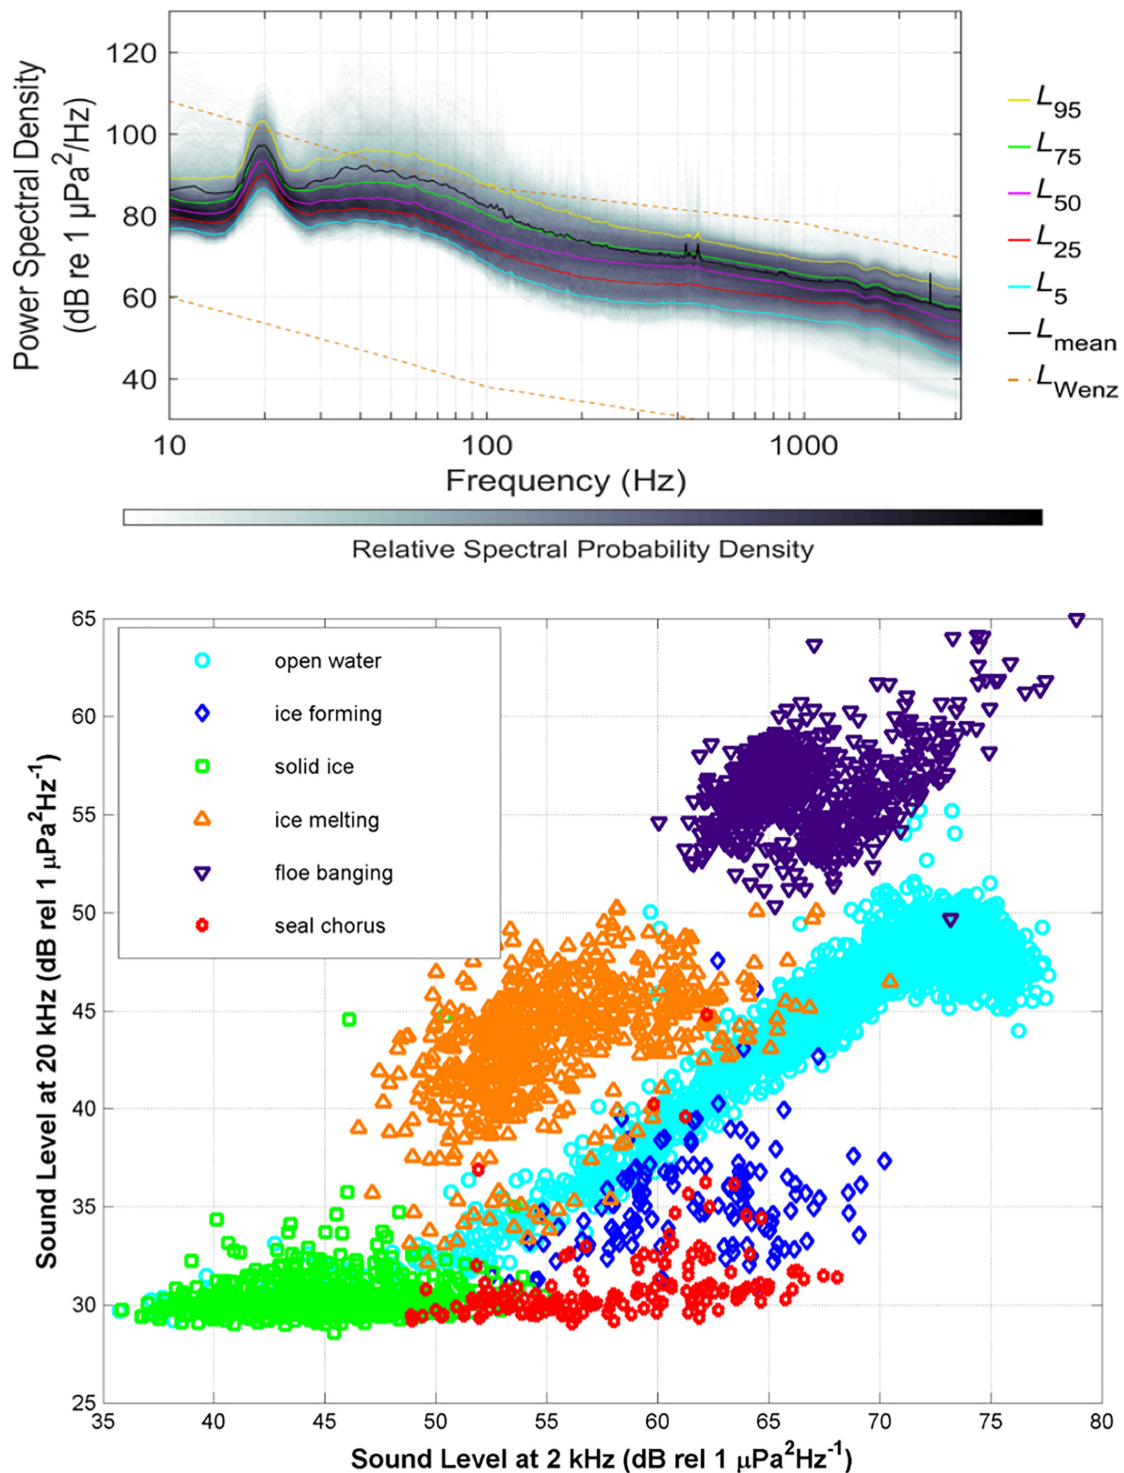 Power Spectral Density
(dB re 1 μPa²/Hz)
120
100
80
60
40
10
100
1000
Frequency (Hz)
L95
L75
L50
L25
L5
Lmean
LWenz
Relative Spectral Probability Density
Sound Level at 20 kHz (dB rel 1 μPa²Hz⁻¹)
65
60
55
50
45
40
35
30
25
open water
ice forming
solid ice
ice melting
floe banging
seal chorus
35
40
45
50
55
60
65
70
75
80
Sound Level at 2 kHz (dB rel 1 μPa²Hz⁻¹)